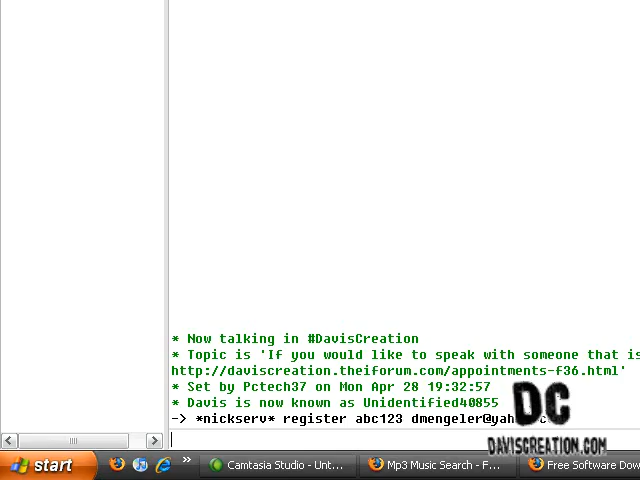 * Now talking in #DavisCreation
* Topic is 'If you would like to speak with someone that is
http://daviscreation.theiforum.com/appointments-f36.html'
* Set by Pctech37 on Mon Apr 28 19:32:57
* Davis is now known as Unidentified40855
-> *nickserv* register abc123
DC
DAVISCREATION.COM
start
»
Camtasia Studio - Unt...
Mp3 Music Search - F...
Free Software Dow